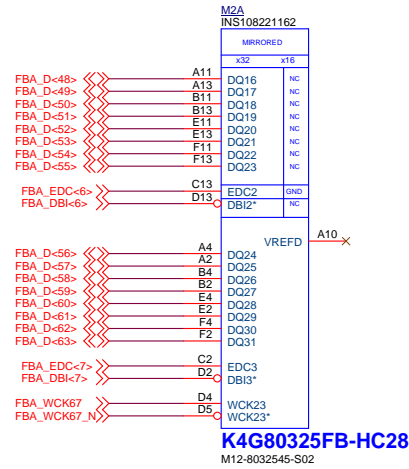 M2A
INS108221162
MIRRORED
x32 x16
FBA_D<48> A11 DQ16 NC
FBA_D<49> A13 DQ17 NC
FBA_D<50> B11 DQ18 NC
FBA_D<51> B13 DQ19 NC
FBA_D<52> E11 DQ20 NC
FBA_D<53> E13 DQ21 NC
FBA_D<54> F11 DQ22 NC
FBA_D<55> F13 DQ23 NC
FBA_EDC<6> C13 EDC2 GND
FBA_DBI<6> D13 DBI2* NC
VREFD A10
FBA_D<56> A4 DQ24
FBA_D<57> A2 DQ25
FBA_D<58> B4 DQ26
FBA_D<59> B2 DQ27
FBA_D<60> E4 DQ28
FBA_D<61> E2 DQ29
FBA_D<62> F4 DQ30
FBA_D<63> F2 DQ31
FBA_EDC<7> C2 EDC3
FBA_DBI<7> D2 DBI3*
FBA_WCK67 D4 WCK23
FBA_WCK67_N D5 WCK23*
K4G80325FB-HC28
M12-8032545-S02